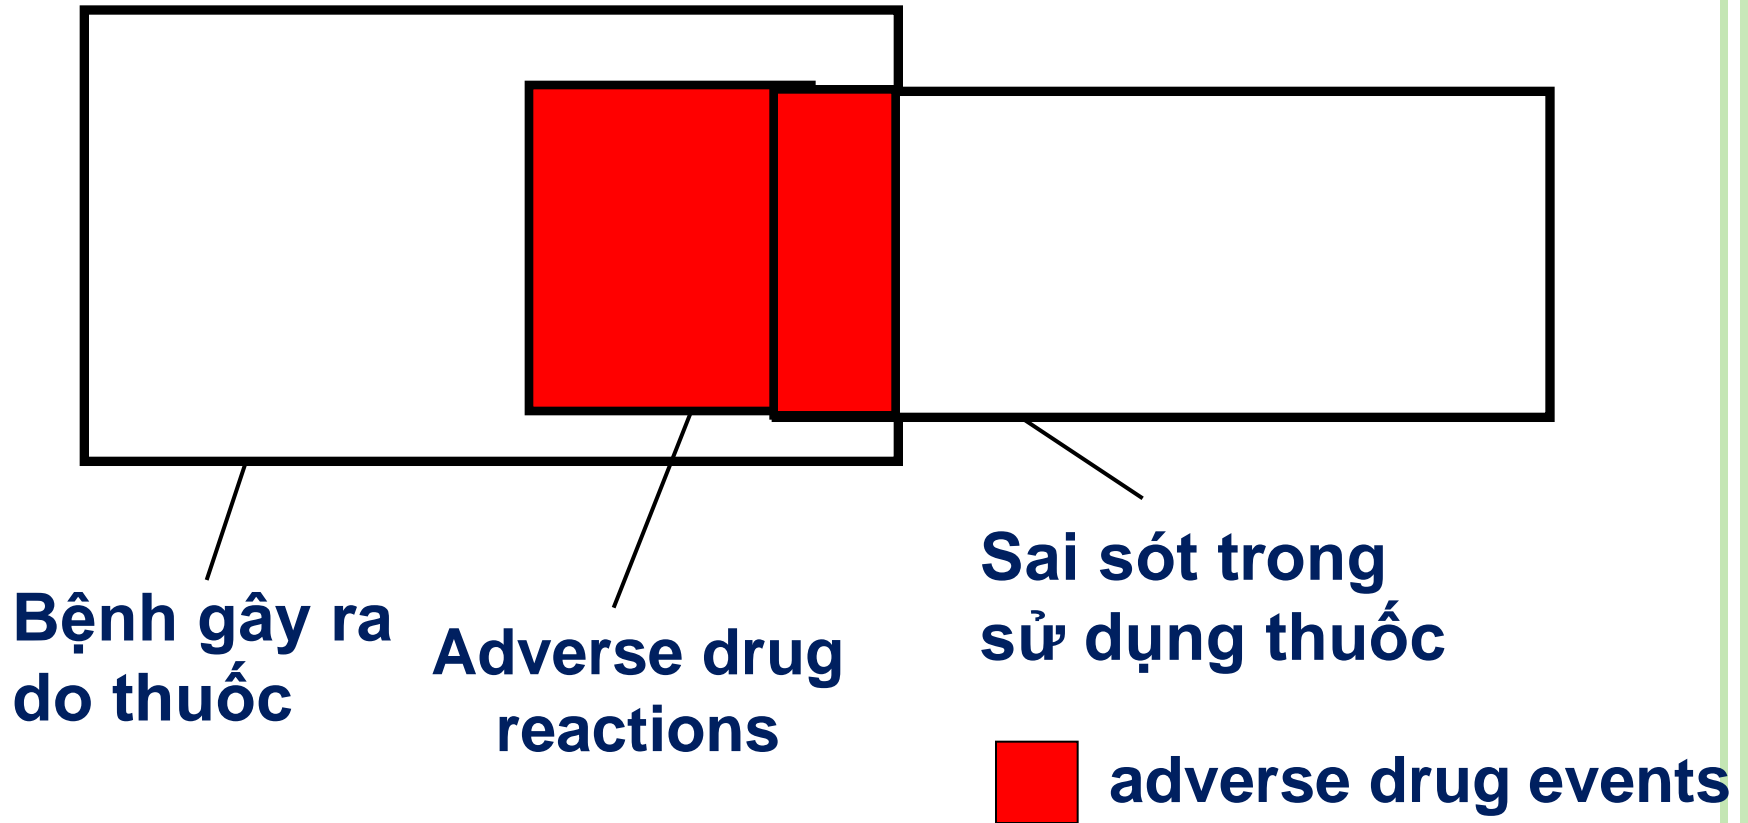 Bệnh gây ra
do thuốc
Adverse drug
reactions
Sai sót trong
sử dụng thuốc
adverse drug events